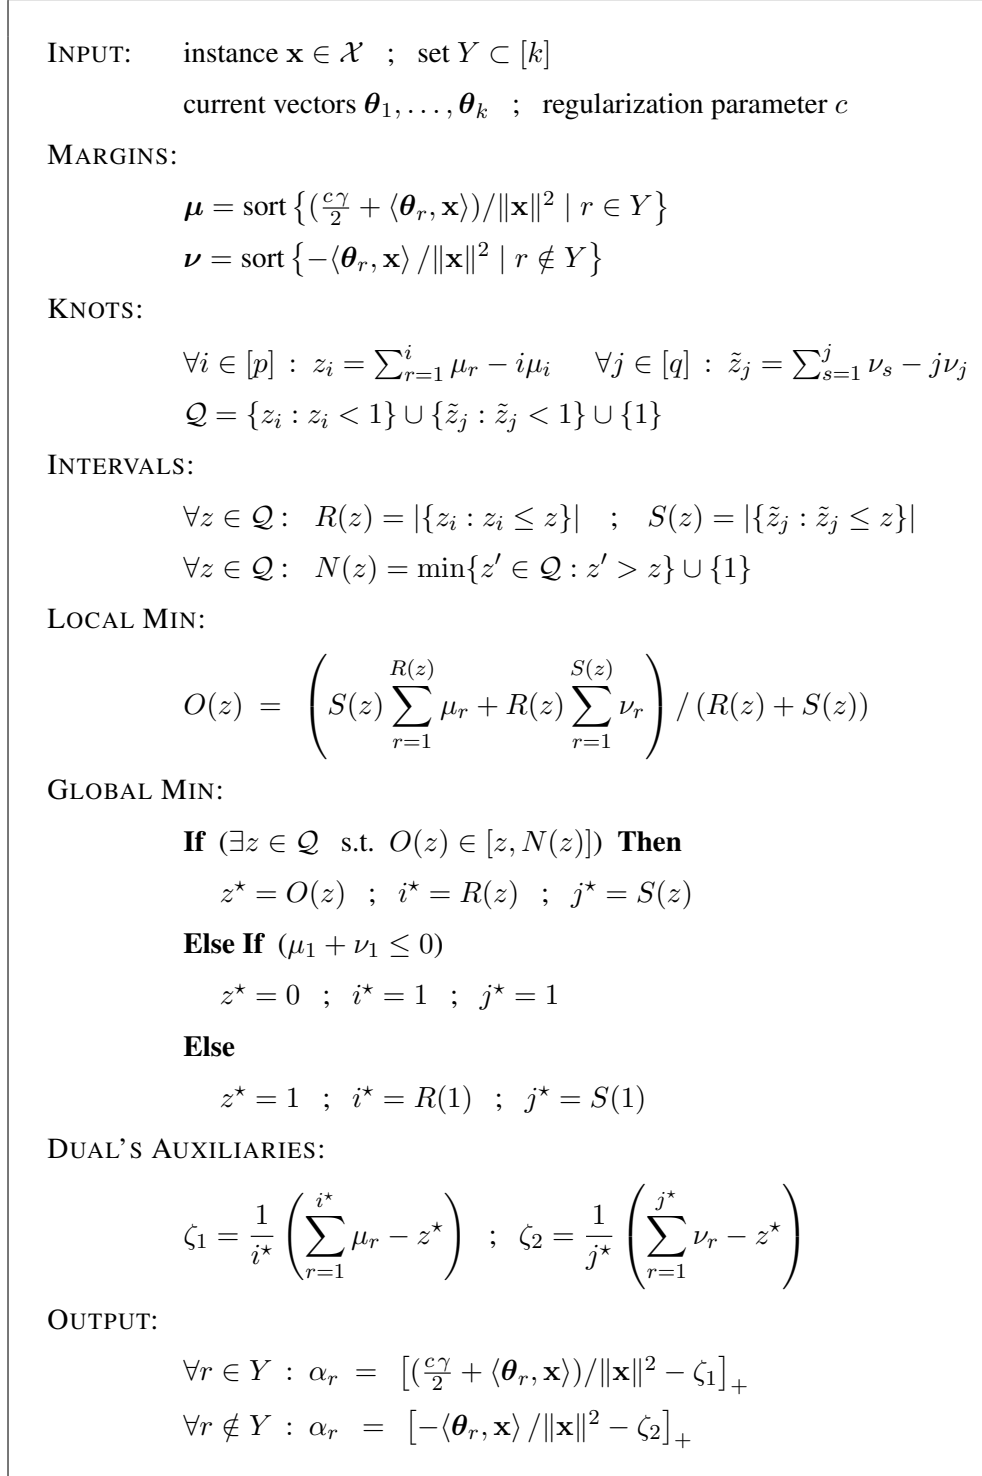 INPUT: instance x ∈ 𝒳 ; set Y ⊂ [k]
current vectors θ₁, . . . , θₖ ; regularization parameter c
MARGINS:
μ = sort {(cγ/2 + ⟨θᵣ, x⟩)/‖x‖² | r ∈ Y}
ν = sort {−⟨θᵣ, x⟩ /‖x‖² | r ∉ Y}
KNOTS:
∀i ∈ [p] : zᵢ = ∑ᵢᵣ₌₁ μᵣ − iμᵢ ∀j ∈ [q] : z̃ⱼ = ∑ʲₛ₌₁ νₛ − jνⱼ
𝒬 = {zᵢ : zᵢ < 1} ∪ {z̃ⱼ : z̃ⱼ < 1} ∪ {1}
INTERVALS:
∀z ∈ 𝒬 : R(z) = |{zᵢ : zᵢ ≤ z}| ; S(z) = |{z̃ⱼ : z̃ⱼ ≤ z}|
∀z ∈ 𝒬 : N(z) = min{z′ ∈ 𝒬 : z′ > z} ∪ {1}
LOCAL MIN:
O(z) = (S(z) ∑_{r=1}^{R(z)} μᵣ + R(z) ∑_{r=1}^{S(z)} νᵣ) / (R(z) + S(z))
GLOBAL MIN:
If (∃z ∈ 𝒬 s.t. O(z) ∈ [z, N(z)]) Then
z⋆ = O(z) ; i⋆ = R(z) ; j⋆ = S(z)
Else If (μ₁ + ν₁ ≤ 0)
z⋆ = 0 ; i⋆ = 1 ; j⋆ = 1
Else
z⋆ = 1 ; i⋆ = R(1) ; j⋆ = S(1)
DUAL'S AUXILIARIES:
ζ₁ = 1/i⋆ (∑_{r=1}^{i⋆} μᵣ − z⋆) ; ζ₂ = 1/j⋆ (∑_{r=1}^{j⋆} νᵣ − z⋆)
OUTPUT:
∀r ∈ Y : αᵣ = [(cγ/2 + ⟨θᵣ, x⟩)/‖x‖² − ζ₁]₊
∀r ∉ Y : αᵣ = [−⟨θᵣ, x⟩ /‖x‖² − ζ₂]₊